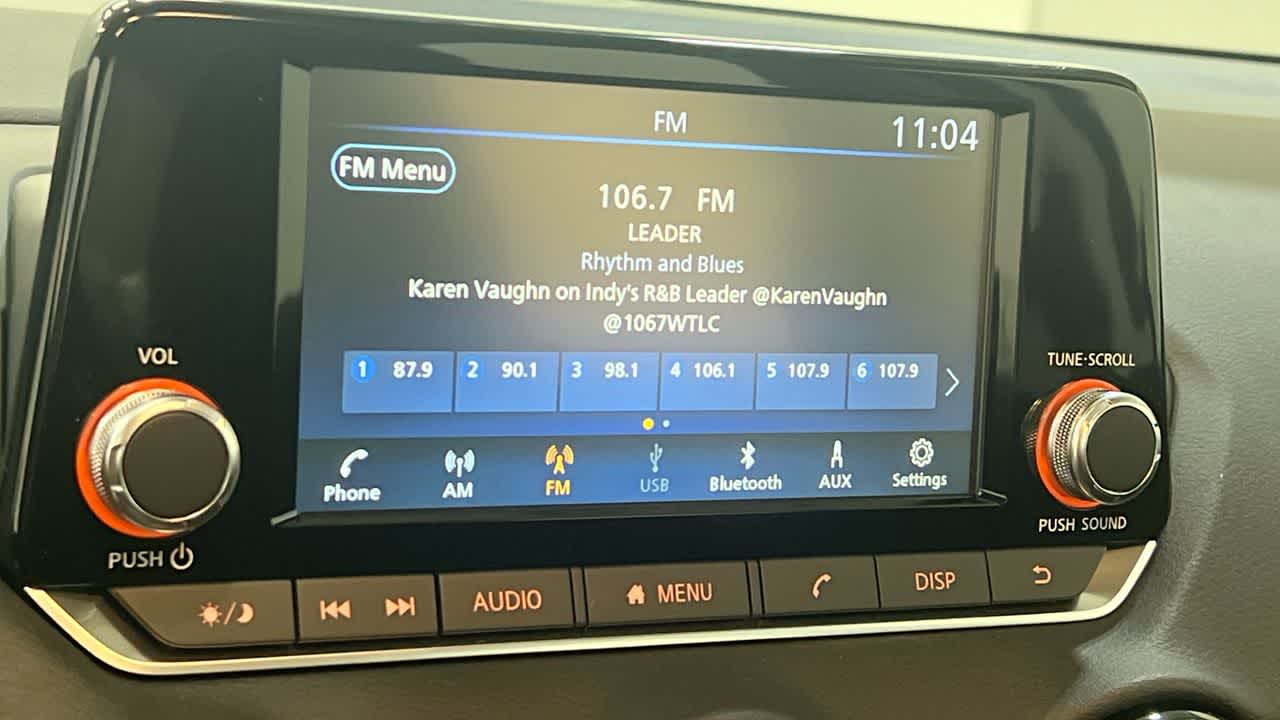 FM
11:04
FM Menu
106.7 FM
LEADER
Rhythm and Blues
Karen Vaughn on Indy's R&B Leader @KarenVaughn
@1067WTLC
1 87.9 2 90.1 3 98.1 4 106.1 5 107.9 6 107.9
Phone AM FM USB Bluetooth AUX Settings
VOL
PUSH
TUNE·SCROLL
PUSH SOUND
AUDIO MENU DISP